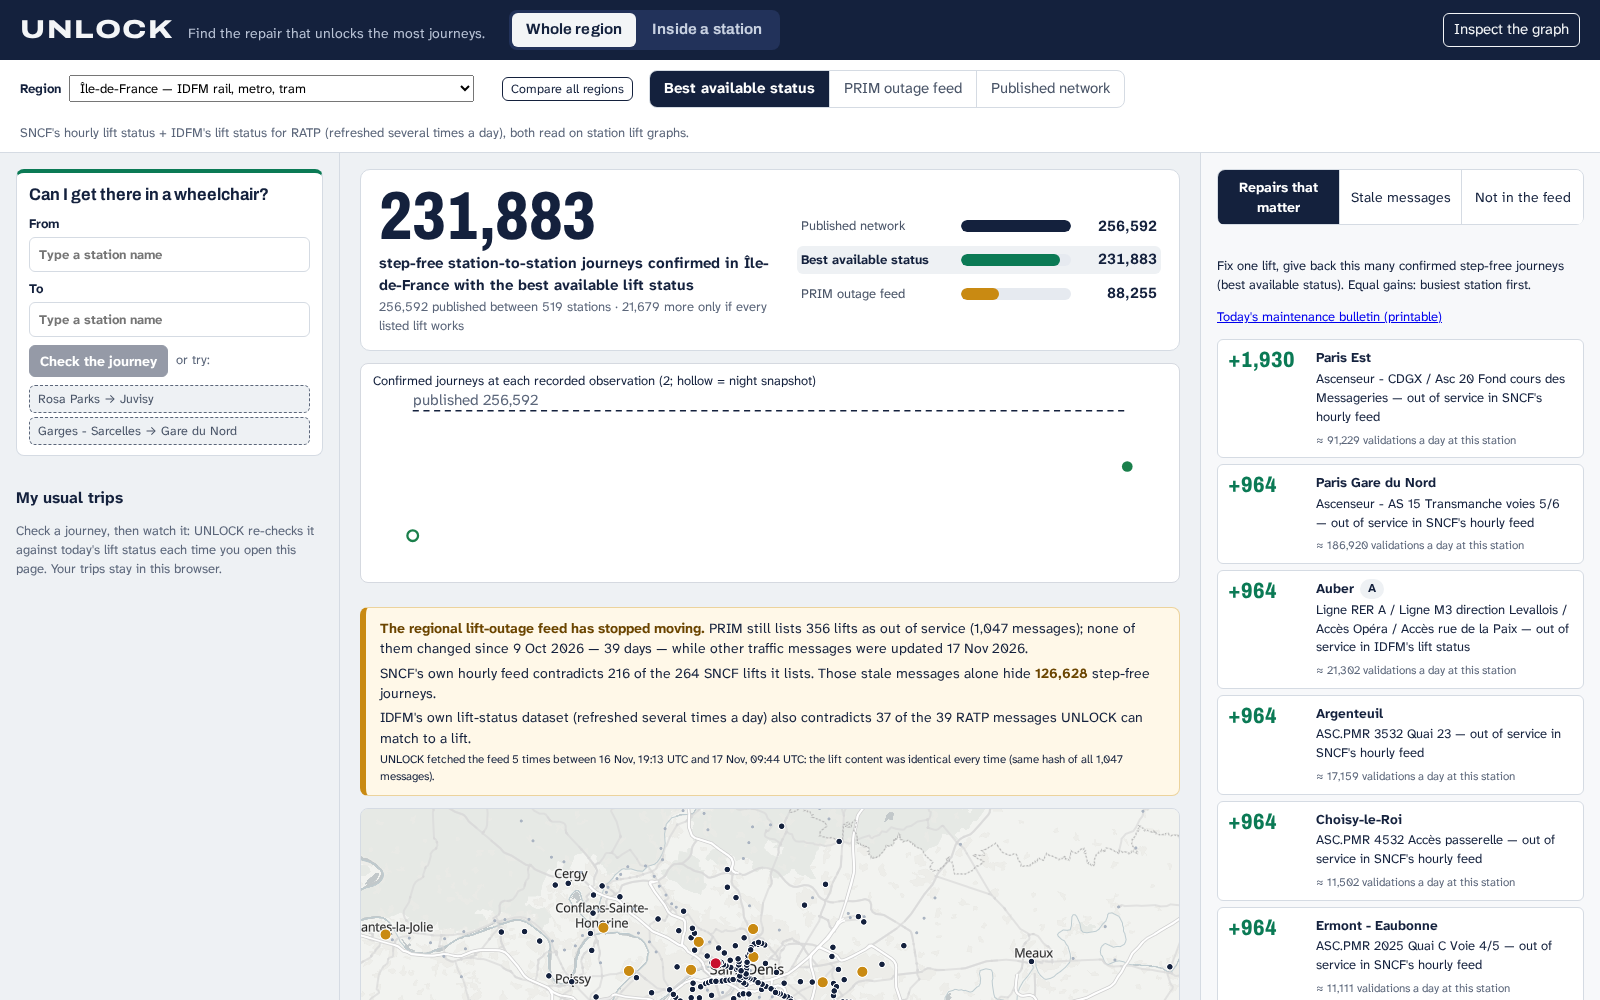 UNLOCK
Find the repair that unlocks the most journeys.
Whole region
Inside a station
Inspect the graph
Region
Île-de-France — IDFM rail, metro, tram
Compare all regions
Best available status
PRIM outage feed
Published network
SNCF's hourly lift status + IDFM's lift status for RATP (refreshed several times a day), both read on station lift graphs.
Can I get there in a wheelchair?
From
Type a station name
To
Type a station name
Check the journey
or try:
Rosa Parks → Juvisy
Garges - Sarcelles → Gare du Nord
My usual trips
Check a journey, then watch it: UNLOCK re-checks it
against today's lift status each time you open this
page. Your trips stay in this browser.
231,883
step-free station-to-station journeys confirmed in Île-
de-France with the best available lift status
256,592 published between 519 stations · 21,679 more only if every
listed lift works
Published network 256,592
Best available status 231,883
PRIM outage feed 88,255
Confirmed journeys at each recorded observation (2; hollow = night snapshot)
published 256,592
The regional lift-outage feed has stopped moving. PRIM still lists 356 lifts as out of service (1,047 messages); none of
them changed since 9 Oct 2026 — 39 days — while other traffic messages were updated 17 Nov 2026.
SNCF's own hourly feed contradicts 216 of the 264 SNCF lifts it lists. Those stale messages alone hide 126,628 step-free
journeys.
IDFM's own lift-status dataset (refreshed several times a day) also contradicts 37 of the 39 RATP messages UNLOCK can
match to a lift.
UNLOCK fetched the feed 5 times between 16 Nov, 19:13 UTC and 17 Nov, 09:44 UTC: the lift content was identical every time (same hash of all 1,047
messages).
Cergy
Conflans-Sainte-
Honorine
antes-la-Jolie
Poissy
Saint-Denis
Meaux
Repairs that
matter
Stale messages
Not in the feed
Fix one lift, give back this many confirmed step-free journeys
(best available status). Equal gains: busiest station first.
Today's maintenance bulletin (printable)
+1,930
Paris Est
Ascenseur - CDGX / Asc 20 Fond cours des
Messageries — out of service in SNCF's
hourly feed
≈ 91,229 validations a day at this station
+964
Paris Gare du Nord
Ascenseur - AS 15 Transmanche voies 5/6
— out of service in SNCF's hourly feed
≈ 186,920 validations a day at this station
+964
Auber A
Ligne RER A / Ligne M3 direction Levallois /
Accès Opéra / Accès rue de la Paix — out of
service in IDFM's lift status
≈ 21,302 validations a day at this station
+964
Argenteuil
ASC.PMR 3532 Quai 23 — out of service in
SNCF's hourly feed
≈ 17,159 validations a day at this station
+964
Choisy-le-Roi
ASC.PMR 4532 Accès passerelle — out of
service in SNCF's hourly feed
≈ 11,502 validations a day at this station
+964
Ermont - Eaubonne
ASC.PMR 2025 Quai C Voie 4/5 — out of
service in SNCF's hourly feed
≈ 11,111 validations a day at this station